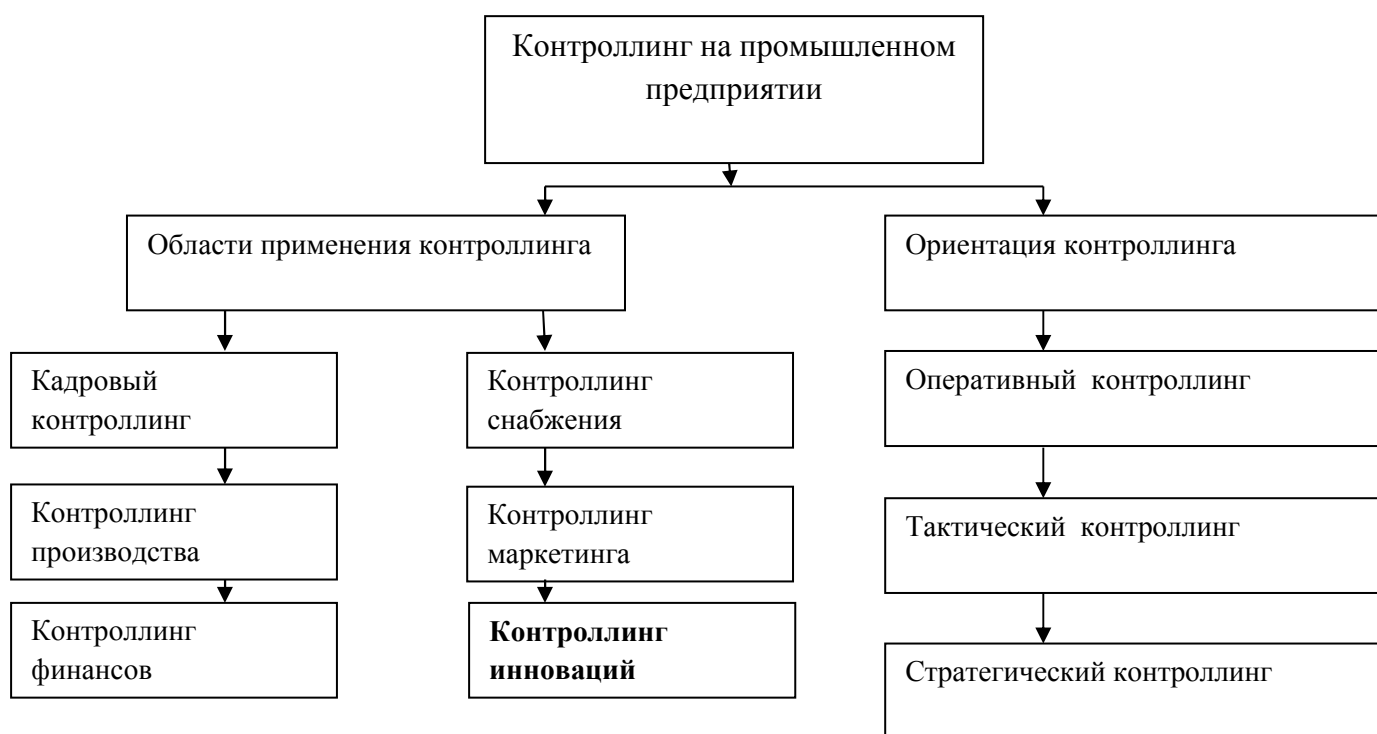 Контроллинг на промышленном
предприятии
Области применения контроллинга
Ориентация контроллинга
Кадровый
контроллинг
Контроллинг
снабжения
Оперативный  контроллинг
Контроллинг
производства
Контроллинг
маркетинга
Тактический  контроллинг
Контроллинг
финансов
Контроллинг
инноваций
Стратегический контроллинг